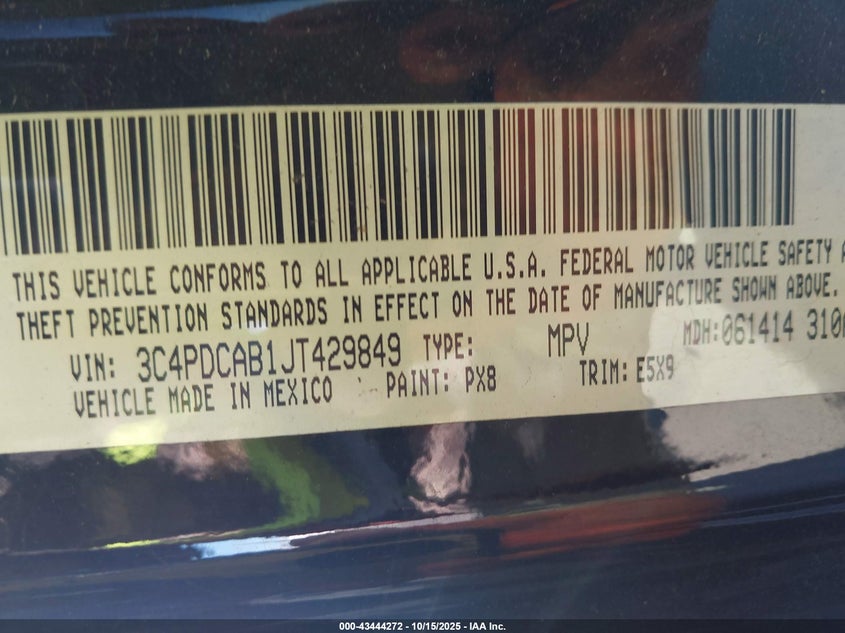 THIS VEHICLE CONFORMS TO ALL APPLICABLE U.S.A. FEDERAL MOTOR VEHICLE SAFETY
THEFT PREVENTION STANDARDS IN EFFECT ON THE DATE OF MANUFACTURE SHOWN ABOVE.
VIN: 3C4PDCAB1JT429849 TYPE: MPV MDH:061414 310
VEHICLE MADE IN MEXICO PAINT: PX8 TRIM: E5X9
000-43444272 - 10/15/2025 - IAA Inc.